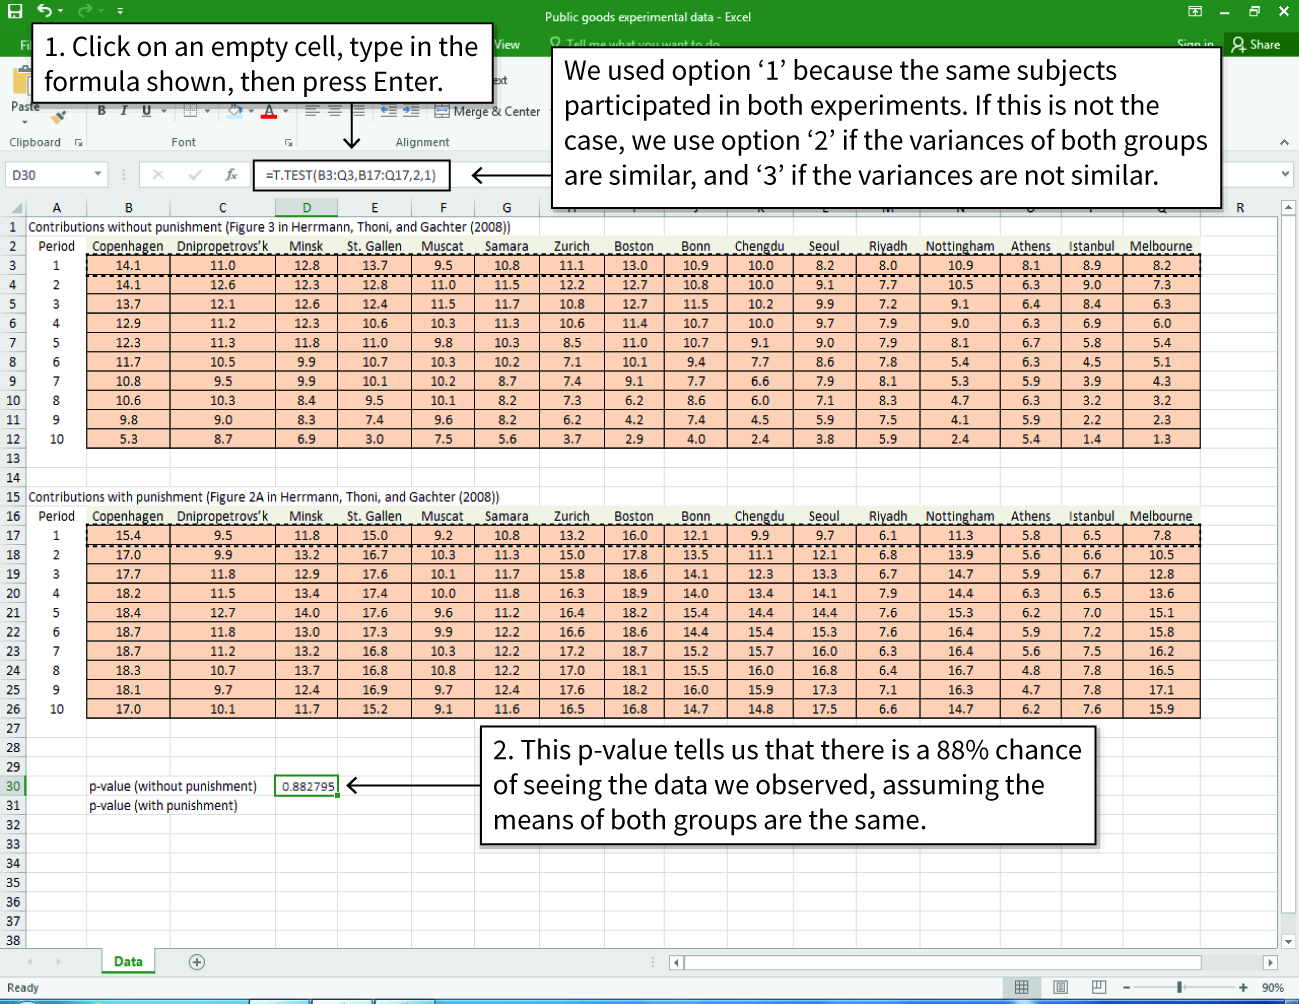 Public goods experimental data - Excel
1. Click on an empty cell, type in the
formula shown, then press Enter.
View
Tell me what you want to do
Sign in
Share
We used option ‘1’ because the same subjects
participated in both experiments. If this is not the
case, we use option ‘2’ if the variances of both groups
are similar, and ‘3’ if the variances are not similar.
Paste
B I U
A
Merge & Center
Clipboard
Font
Alignment
D30
fx
=T.TEST(B3:Q3,B17:Q17,2,1)
A B C D E F G R
1 Contributions without punishment (Figure 3 in Herrmann, Thoni, and Gachter (2008))
2 Period Copenhagen Dnipropetrovs’k Minsk St. Gallen Muscat Samara Zurich Boston Bonn Chengdu Seoul Riyadh Nottingham Athens Istanbul Melbourne
3 1 14.1 11.0 12.8 13.7 9.5 10.8 11.1 13.0 10.9 10.0 8.2 8.0 10.9 8.1 8.9 8.2
4 2 14.1 12.6 12.3 12.8 11.0 11.5 12.2 12.7 10.8 10.0 9.1 7.7 10.5 6.3 9.0 7.3
5 3 13.7 12.1 12.6 12.4 11.5 11.7 10.8 12.7 11.5 10.2 9.9 7.2 9.1 6.4 8.4 6.3
6 4 12.9 11.2 12.3 10.6 10.3 11.3 10.6 11.4 10.7 10.0 9.7 7.9 9.0 6.3 6.9 6.0
7 5 12.3 11.3 11.8 11.0 9.8 10.3 8.5 11.0 10.7 9.1 9.0 7.9 8.1 6.7 5.8 5.4
8 6 11.7 10.5 9.9 10.7 10.3 10.2 7.1 10.1 9.4 7.7 8.6 7.8 5.4 6.3 4.5 5.1
9 7 10.8 9.5 9.9 10.1 10.2 8.7 7.4 9.1 7.7 6.6 7.9 8.1 5.3 5.9 3.9 4.3
10 8 10.6 10.3 8.4 9.5 10.1 8.2 7.3 6.2 8.6 6.0 7.1 8.3 4.7 6.3 3.2 3.2
11 9 9.8 9.0 8.3 7.4 9.6 8.2 6.2 4.2 7.4 4.5 5.9 7.5 4.1 5.9 2.2 2.3
12 10 5.3 8.7 6.9 3.0 7.5 5.6 3.7 2.9 4.0 2.4 3.8 5.9 2.4 5.4 1.4 1.3
13
14
15 Contributions with punishment (Figure 2A in Herrmann, Thoni, and Gachter (2008))
16 Period Copenhagen Dnipropetrovs’k Minsk St. Gallen Muscat Samara Zurich Boston Bonn Chengdu Seoul Riyadh Nottingham Athens Istanbul Melbourne
17 1 15.4 9.5 11.8 15.0 9.2 10.8 13.2 16.0 12.1 9.9 9.7 6.1 11.3 5.8 6.5 7.8
18 2 17.0 9.9 13.2 16.7 10.3 11.3 15.0 17.8 13.5 11.1 12.1 6.8 13.9 5.6 6.6 10.5
19 3 17.7 11.8 12.9 17.6 10.1 11.7 15.8 18.6 14.1 12.3 13.3 6.7 14.7 5.9 6.7 12.8
20 4 18.2 11.5 13.4 17.4 10.0 11.8 16.3 18.9 14.0 13.4 14.1 7.9 14.4 6.3 6.5 13.6
21 5 18.4 12.7 14.0 17.6 9.6 11.2 16.4 18.2 15.4 14.4 14.4 7.6 15.3 6.2 7.0 15.1
22 6 18.7 11.8 13.0 17.3 9.9 12.2 16.6 18.6 14.4 15.4 15.3 7.6 16.4 5.9 7.2 15.8
23 7 18.7 11.2 13.2 16.8 10.3 12.2 17.2 18.7 15.2 15.7 16.0 6.3 16.4 5.6 7.5 16.2
24 8 18.3 10.7 13.7 16.8 10.8 12.2 17.0 18.1 15.5 16.0 16.8 6.4 16.7 4.8 7.8 16.5
25 9 18.1 9.7 12.4 16.9 9.7 12.4 17.6 18.2 16.0 15.9 17.3 7.1 16.3 4.7 7.8 17.1
26 10 17.0 10.1 11.7 15.2 9.1 11.6 16.5 16.8 14.7 14.8 17.5 6.6 14.7 6.2 7.6 15.9
27
28
29
30 p-value (without punishment) 0.882795
31 p-value (with punishment)
2. This p-value tells us that there is a 88% chance
of seeing the data we observed, assuming the
means of both groups are the same.
32
33
34
35
36
37
38
Data
Ready
90%